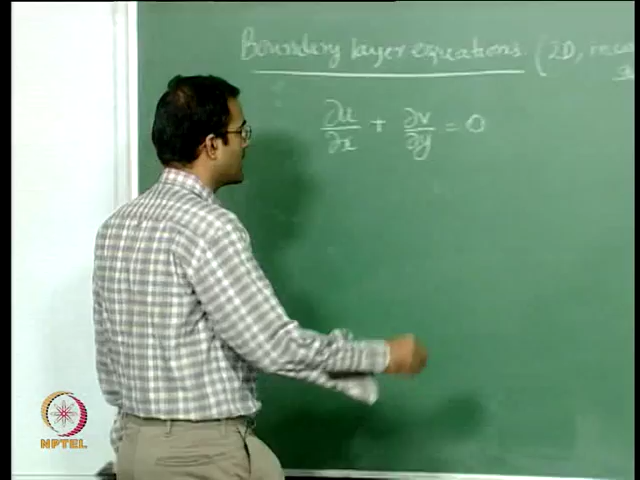 Boundary layer equations (2D,
∂u/∂x + ∂v/∂y = 0
NPTEL